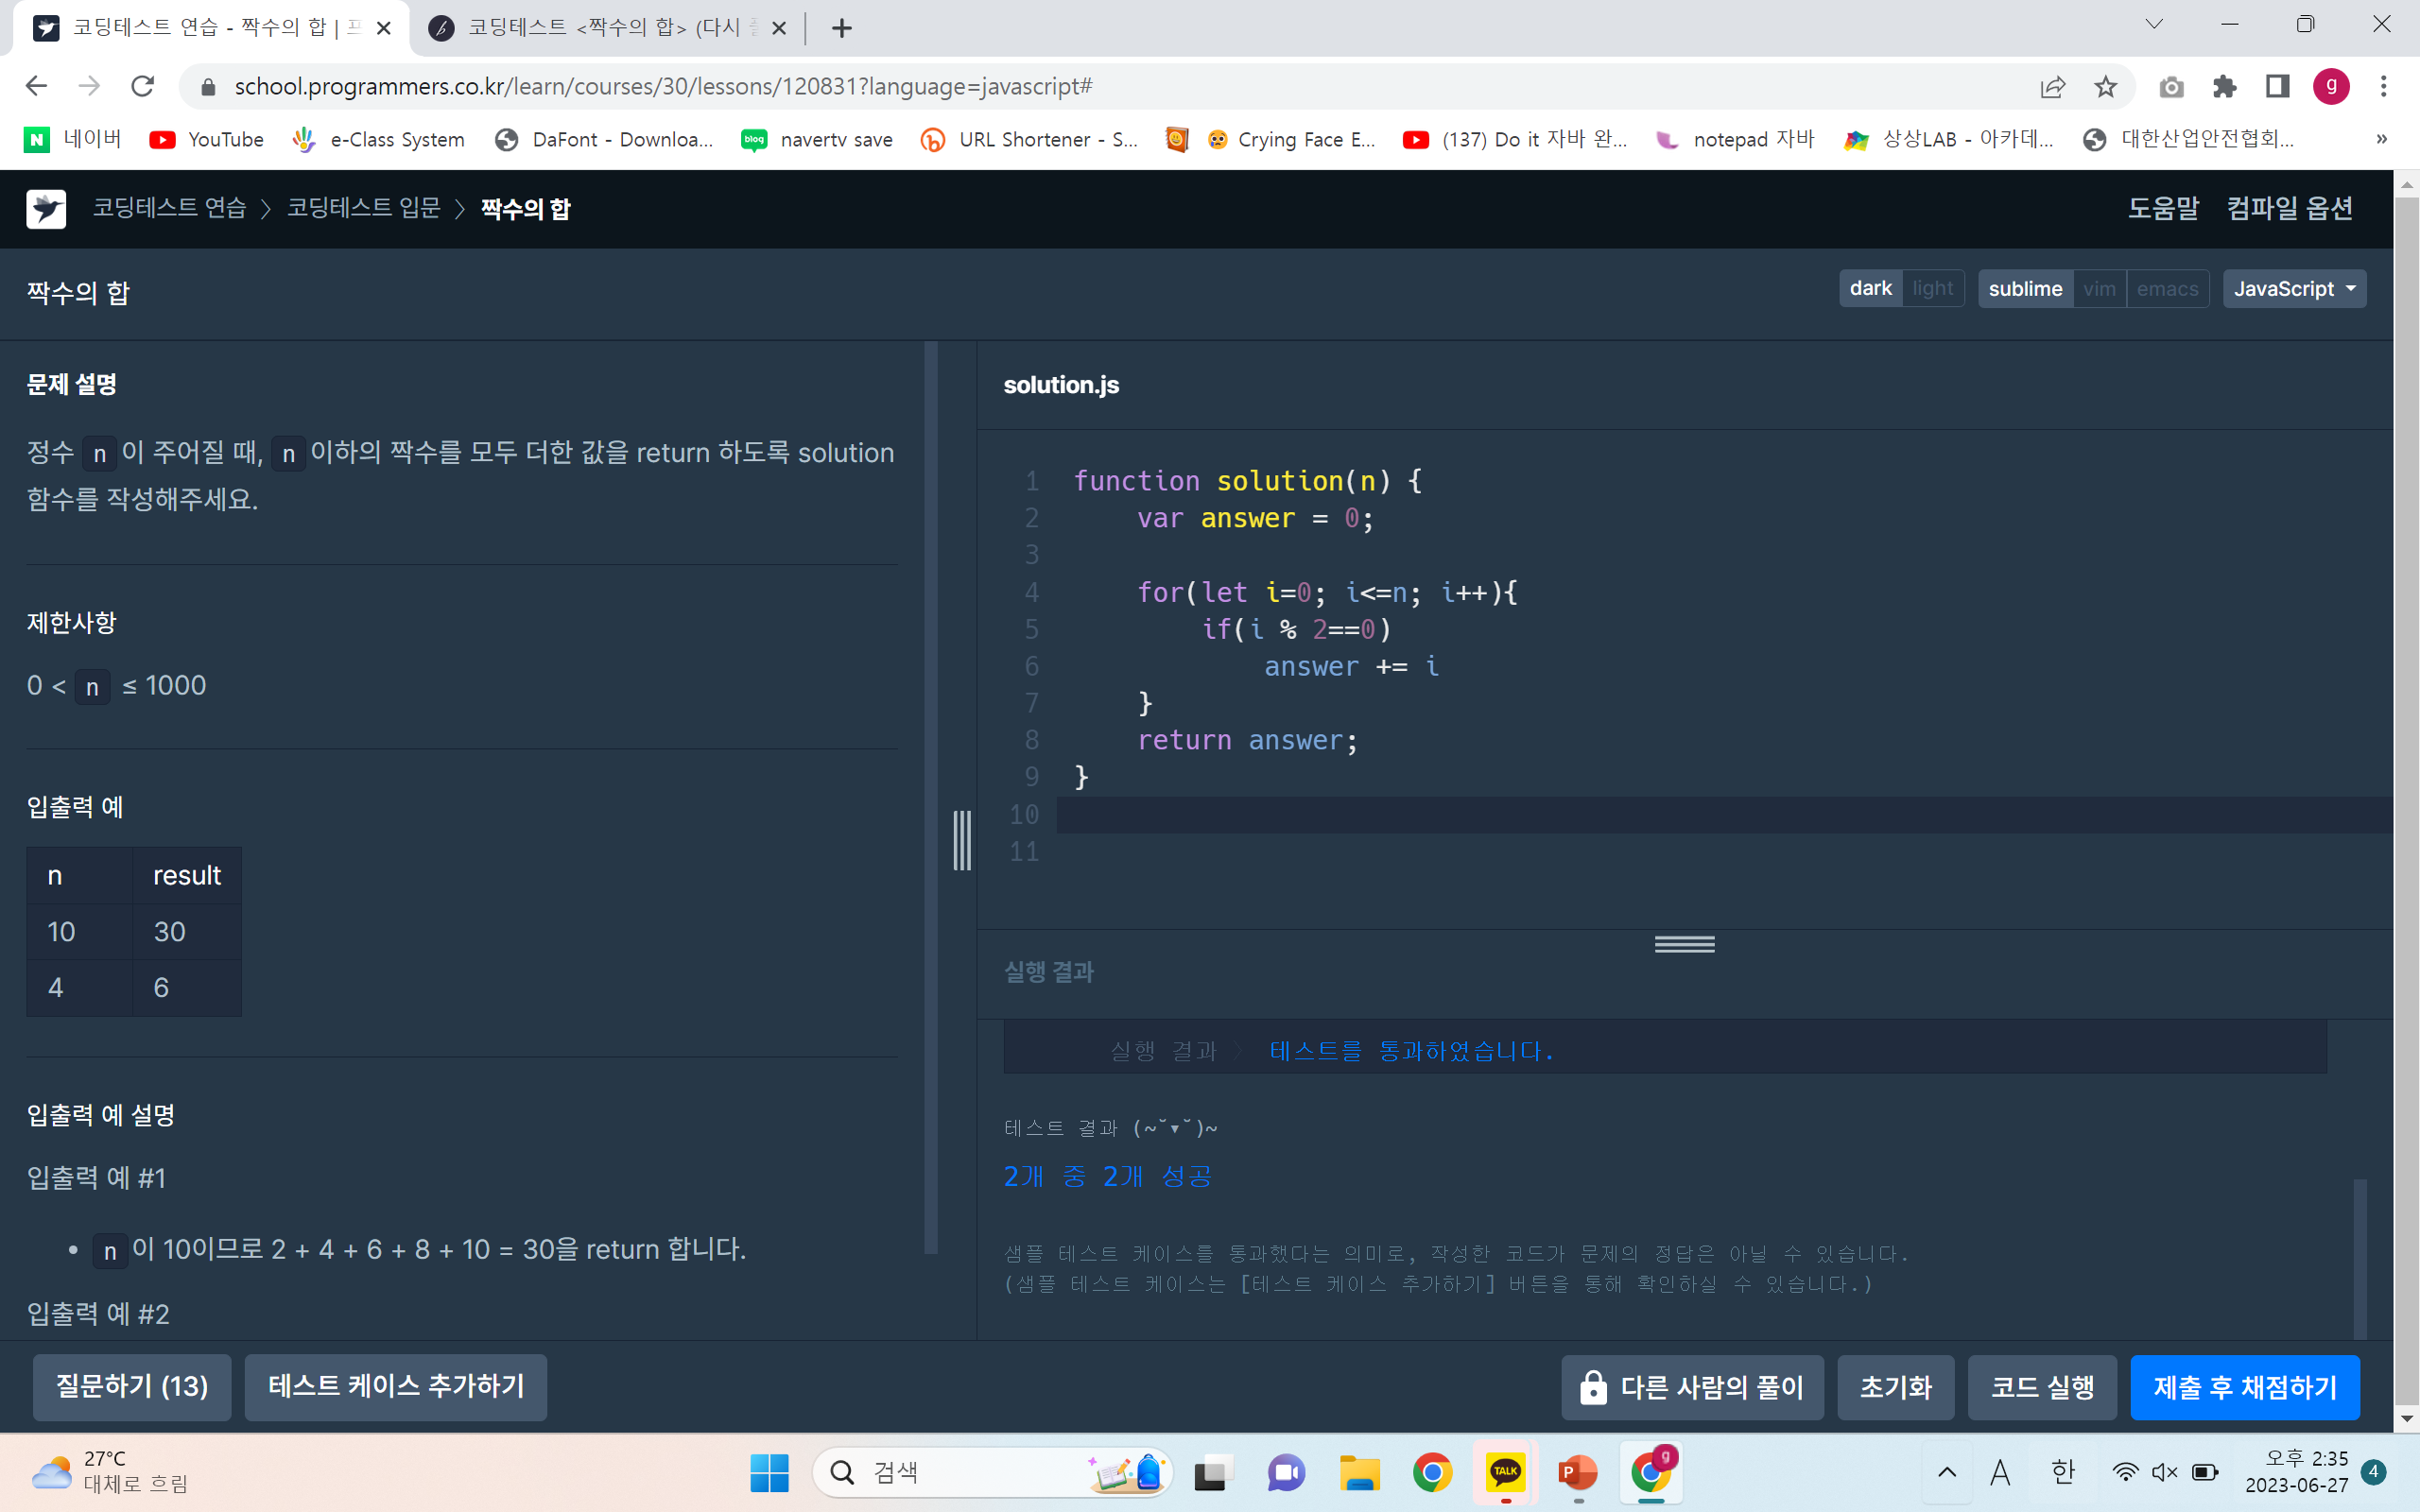 코딩테스트 연습 - 짝수의 합 | 프
코딩테스트 <짝수의 합> (다시
school.programmers.co.kr/learn/courses/30/lessons/120831?language=javascript#
g
네이버 YouTube e-Class System DaFont - Downloa... navertv save URL Shortener - S... Crying Face E... (137) Do it 자바 완... notepad 자바 상상LAB - 아카데... 대한산업안전협회... »
코딩테스트 연습 > 코딩테스트 입문 > 짝수의 합
도움말 컴파일 옵션
짝수의 합
dark light sublime vim emacs JavaScript
문제 설명
정수 n 이 주어질 때, n 이하의 짝수를 모두 더한 값을 return 하도록 solution
함수를 작성해주세요.
제한사항
0 < n ≤ 1000
입출력 예
n result
10 30
4 6
입출력 예 설명
입출력 예 #1
• n 이 10이므로 2 + 4 + 6 + 8 + 10 = 30을 return 합니다.
입출력 예 #2
solution.js
1 function solution(n) {
2 var answer = 0;
3
4 for(let i=0; i<=n; i++){
5 if(i % 2==0)
6 answer += i
7 }
8 return answer;
9 }
10
11
실행 결과
실행 결과 > 테스트를 통과하였습니다.
테스트 결과 (~˘▾˘)~
2개 중 2개 성공
샘플 테스트 케이스를 통과했다는 의미로, 작성한 코드가 문제의 정답은 아닐 수 있습니다.
(샘플 테스트 케이스는 [테스트 케이스 추가하기] 버튼을 통해 확인하실 수 있습니다.)
질문하기 (13) 테스트 케이스 추가하기 다른 사람의 풀이 초기화 코드 실행 제출 후 채점하기
27°C
대체로 흐림
검색
TALK
P
g
A 한
오후 2:35
2023-06-27
4